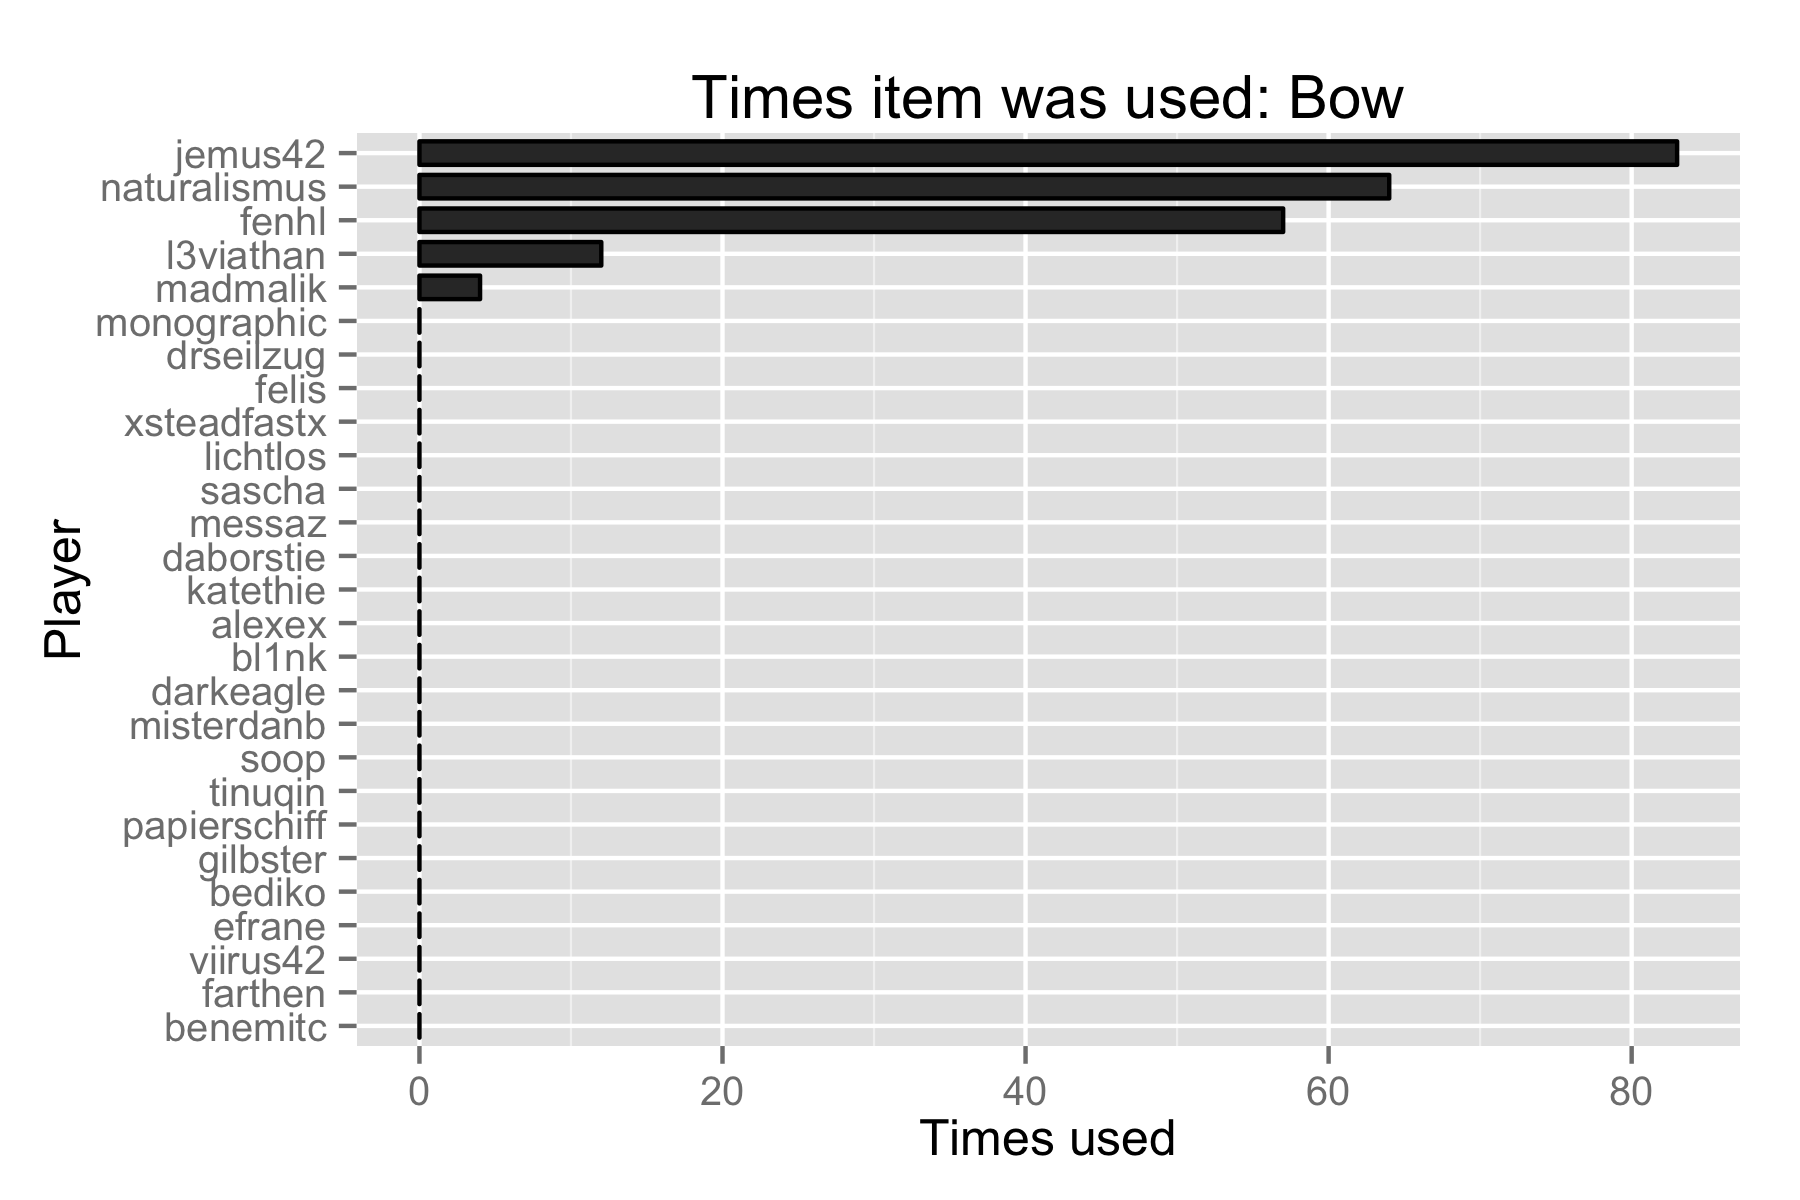 Times item was used: Bow
jemus42
naturalismus
fenhl
l3viathan
madmalik
monographic
drseilzug
felis
xsteadfastx
lichtlos
sascha
messaz
daborstie
katethie
alexex
bl1nk
darkeagle
misterdanb
soop
tinuqin
papierschiff
gilbster
bediko
efrane
viirus42
farthen
benemitc
Player
0 20 40 60 80
Times used